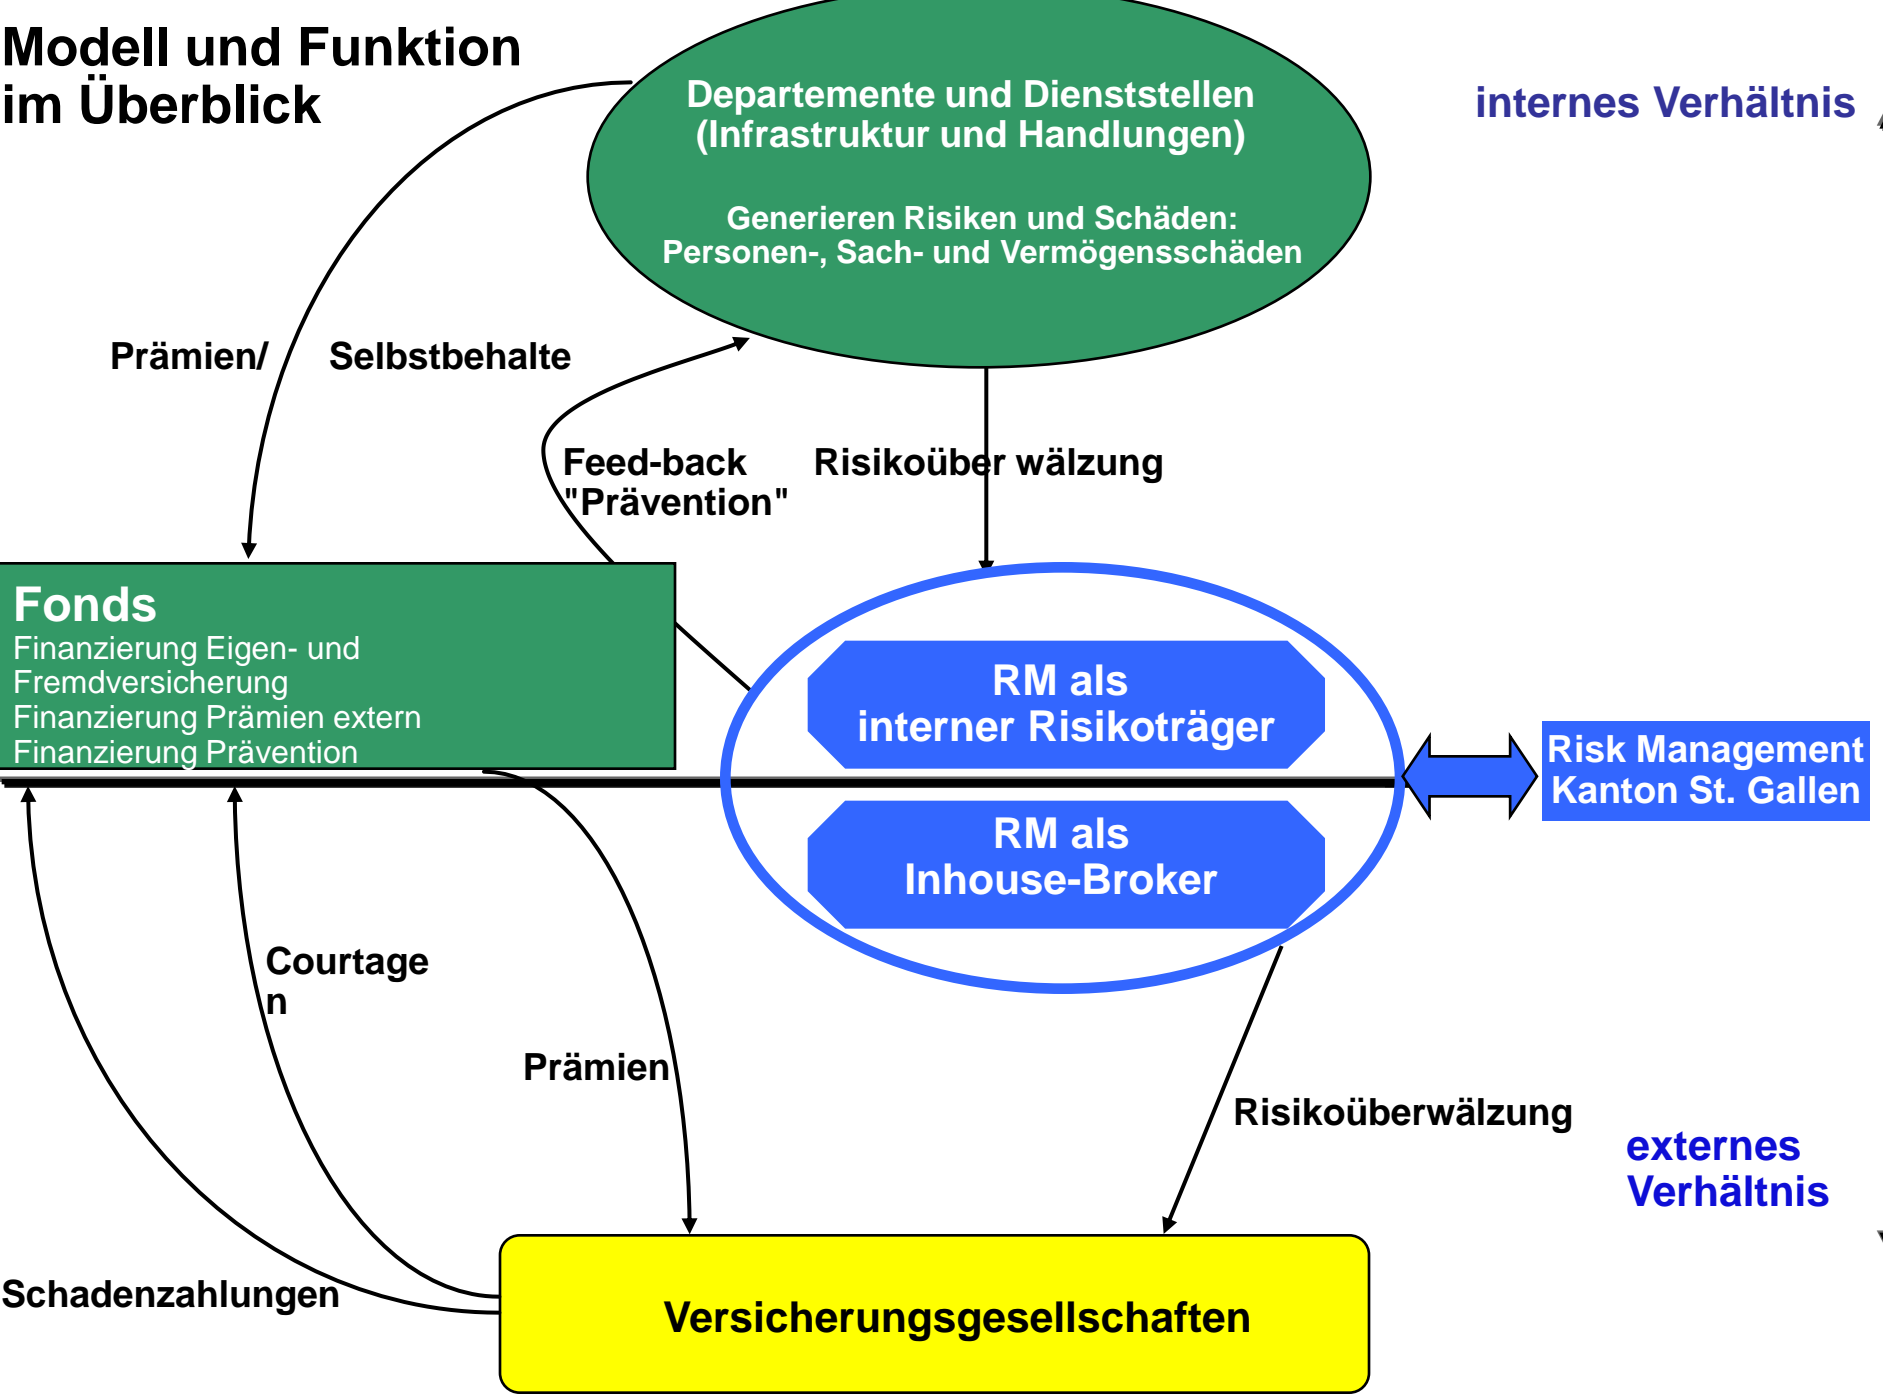 Modell und Funktion
im Überblick
Departemente und Dienststellen
(Infrastruktur und Handlungen)
Generieren Risiken und Schäden:
Personen-, Sach- und Vermögensschäden
internes Verhältnis
Prämien/ Selbstbehalte
Feed-back
"Prävention"
Risikoüber wälzung
Fonds
Finanzierung Eigen- und
Fremdversicherung
Finanzierung Prämien extern
Finanzierung Prävention
RM als
interner Risikoträger
RM als
Inhouse-Broker
Risk Management
Kanton St. Gallen
Courtage
n
Prämien
Risikoüberwälzung
externes
Verhältnis
Schadenzahlungen
Versicherungsgesellschaften